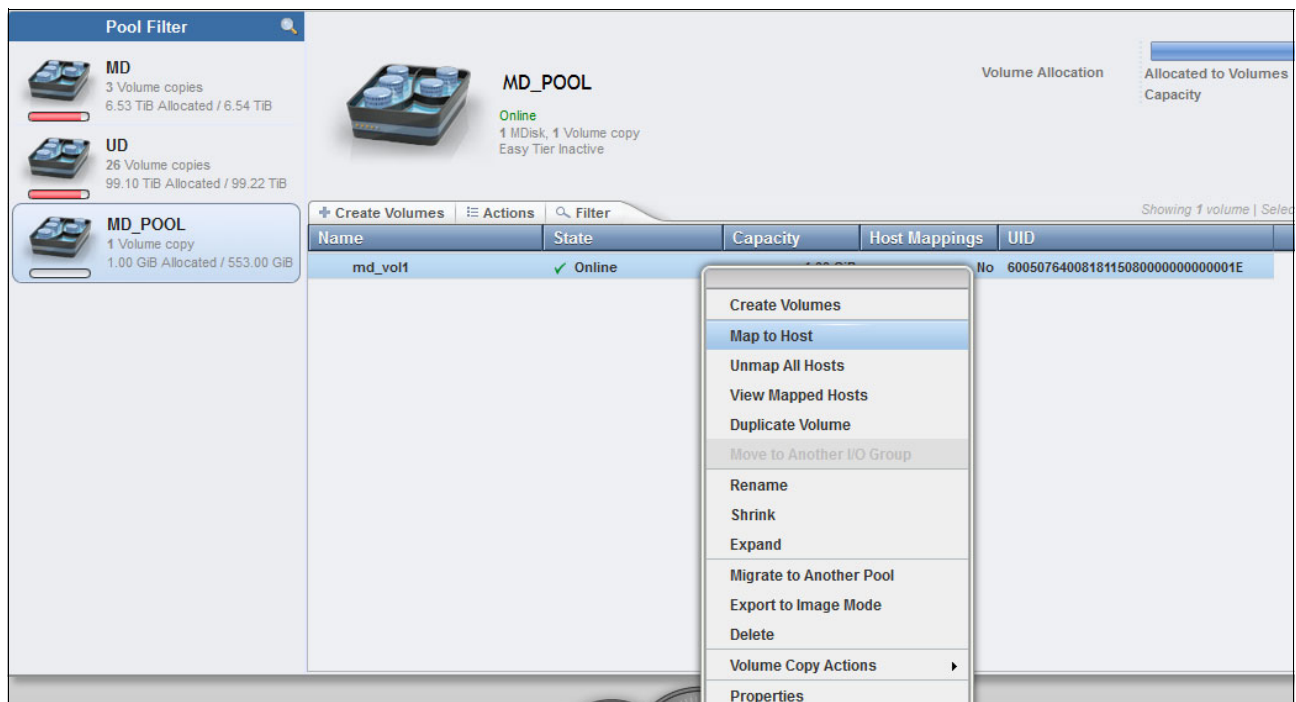 Pool Filter
MD
3 Volume copies
6.53 TiB Allocated / 6.54 TiB
UD
26 Volume copies
99.10 TiB Allocated / 99.22 TiB
MD_POOL
1 Volume copy
1.00 GiB Allocated / 553.00 GiB
MD_POOL
Online
1 MDisk, 1 Volume copy
Easy Tier Inactive
Volume Allocation
Allocated to Volumes
Capacity
Create Volumes Actions Filter
Showing 1 volume | Selec
Name State Capacity Host Mappings UID
md_vol1 Online No
Create Volumes
Map to Host
Unmap All Hosts
View Mapped Hosts
Duplicate Volume
Move to Another I/O Group
Rename
Shrink
Expand
Migrate to Another Pool
Export to Image Mode
Delete
Volume Copy Actions
Properties